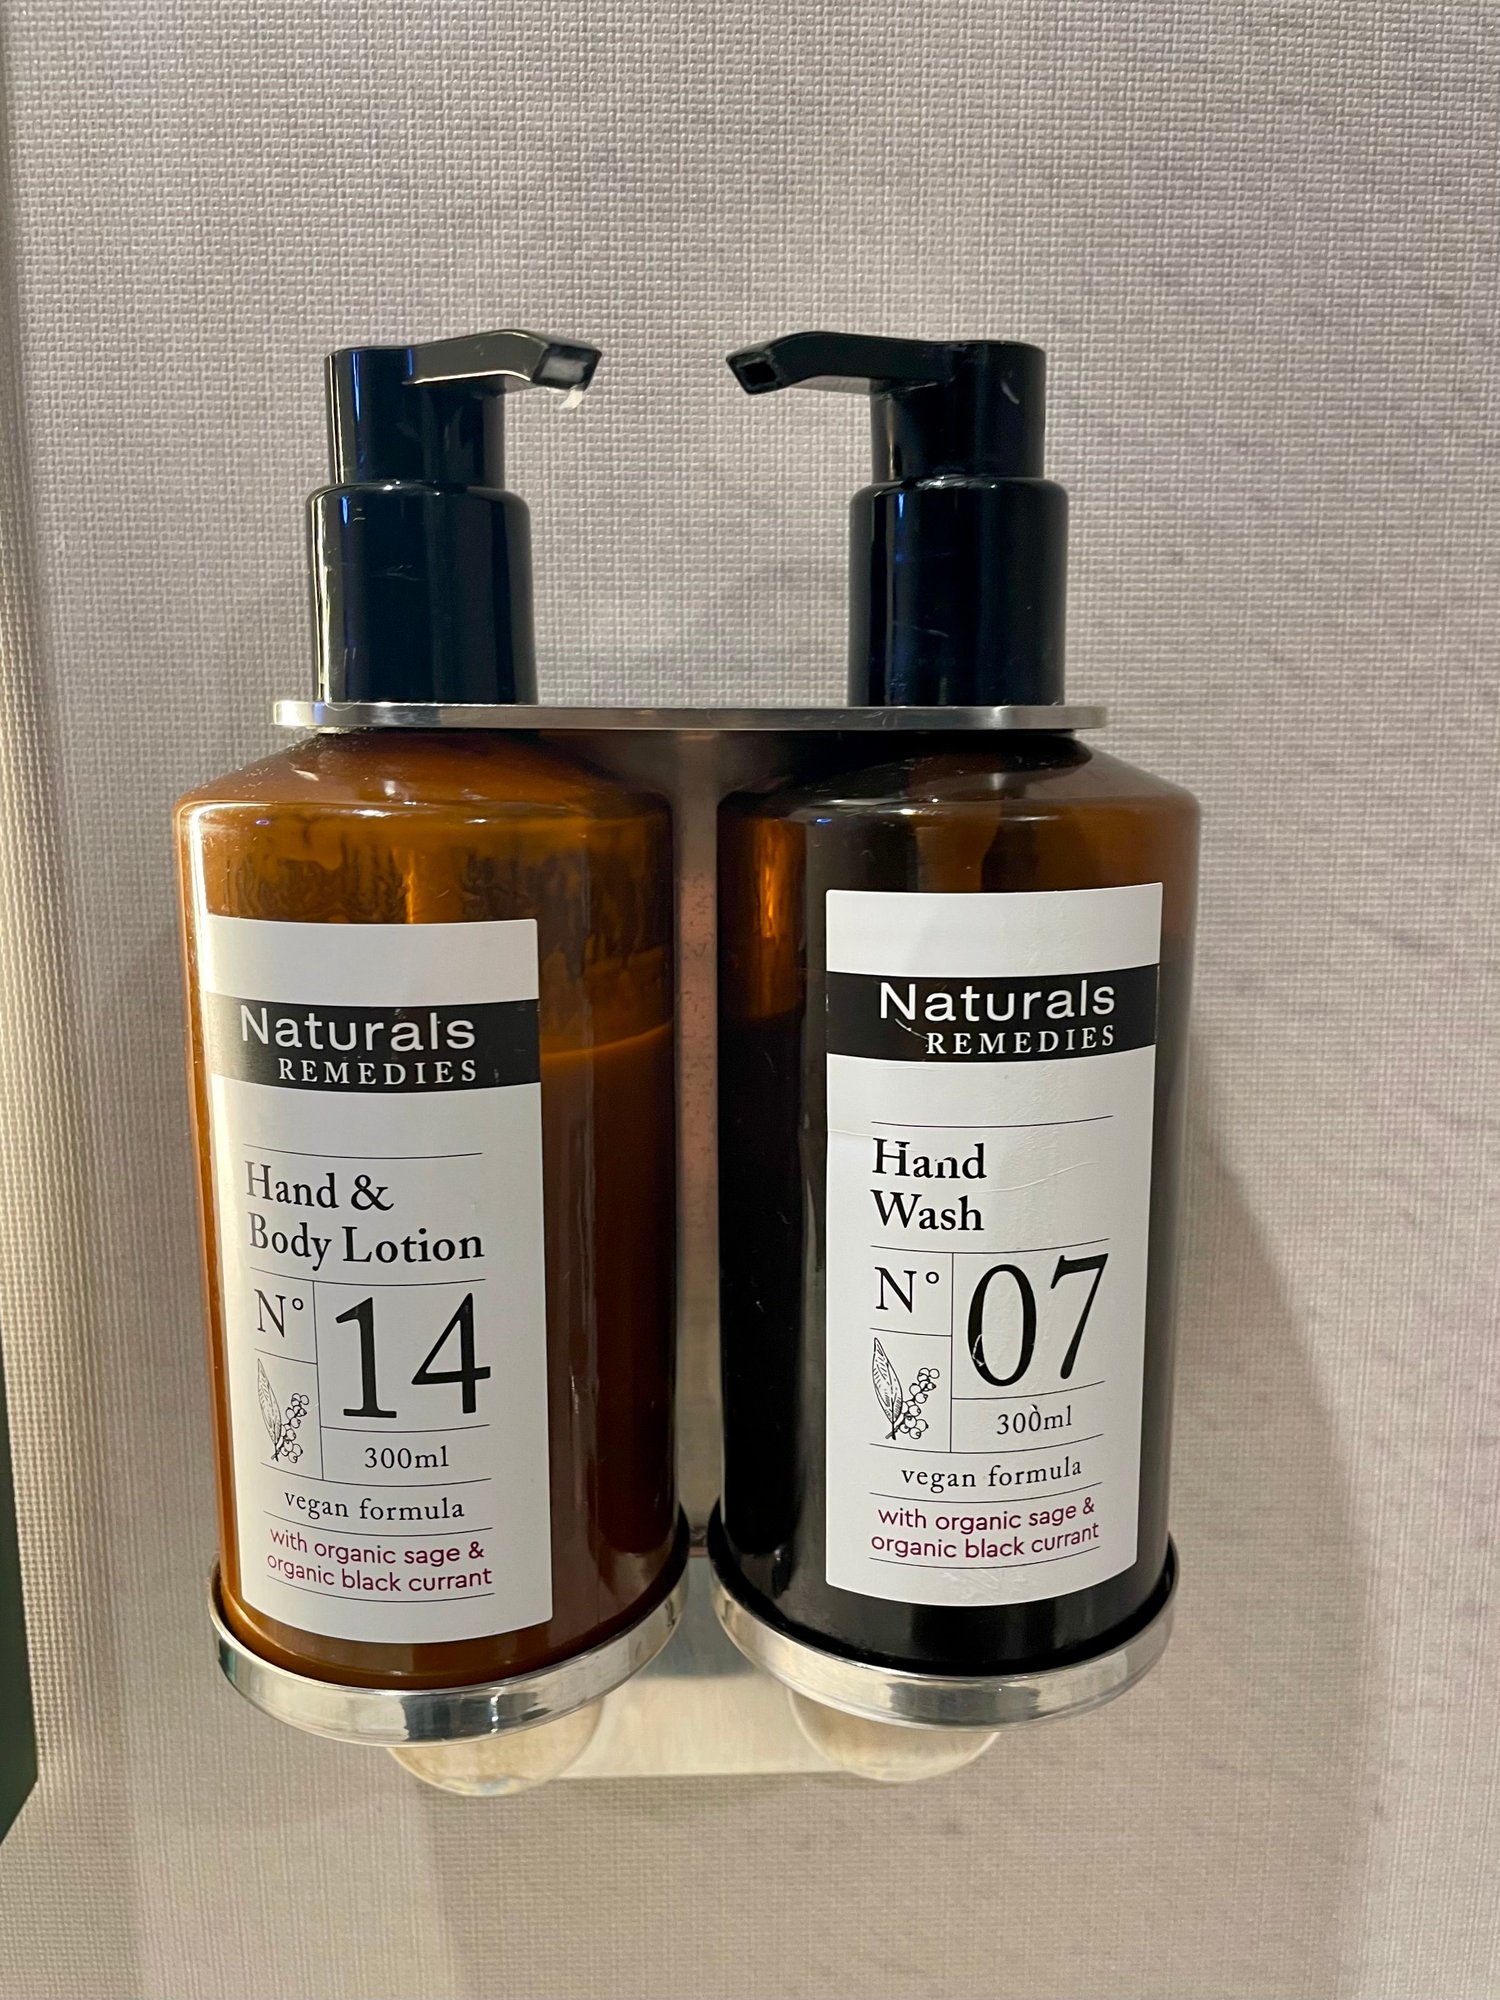 Naturals
REMEDIES
Hand &
Body Lotion
N° 14
300ml
vegan formula
with organic sage &
organic black currant
Naturals
REMEDIES
Hand
Wash
N° 07
300ml
vegan formula
with organic sage &
organic black currant